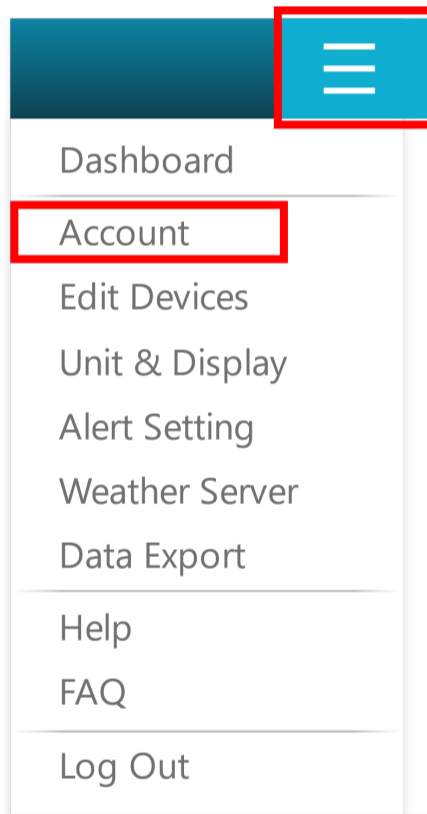 Dashboard
Account
Edit Devices
Unit & Display
Alert Setting
Weather Server
Data Export
Help
FAQ
Log Out